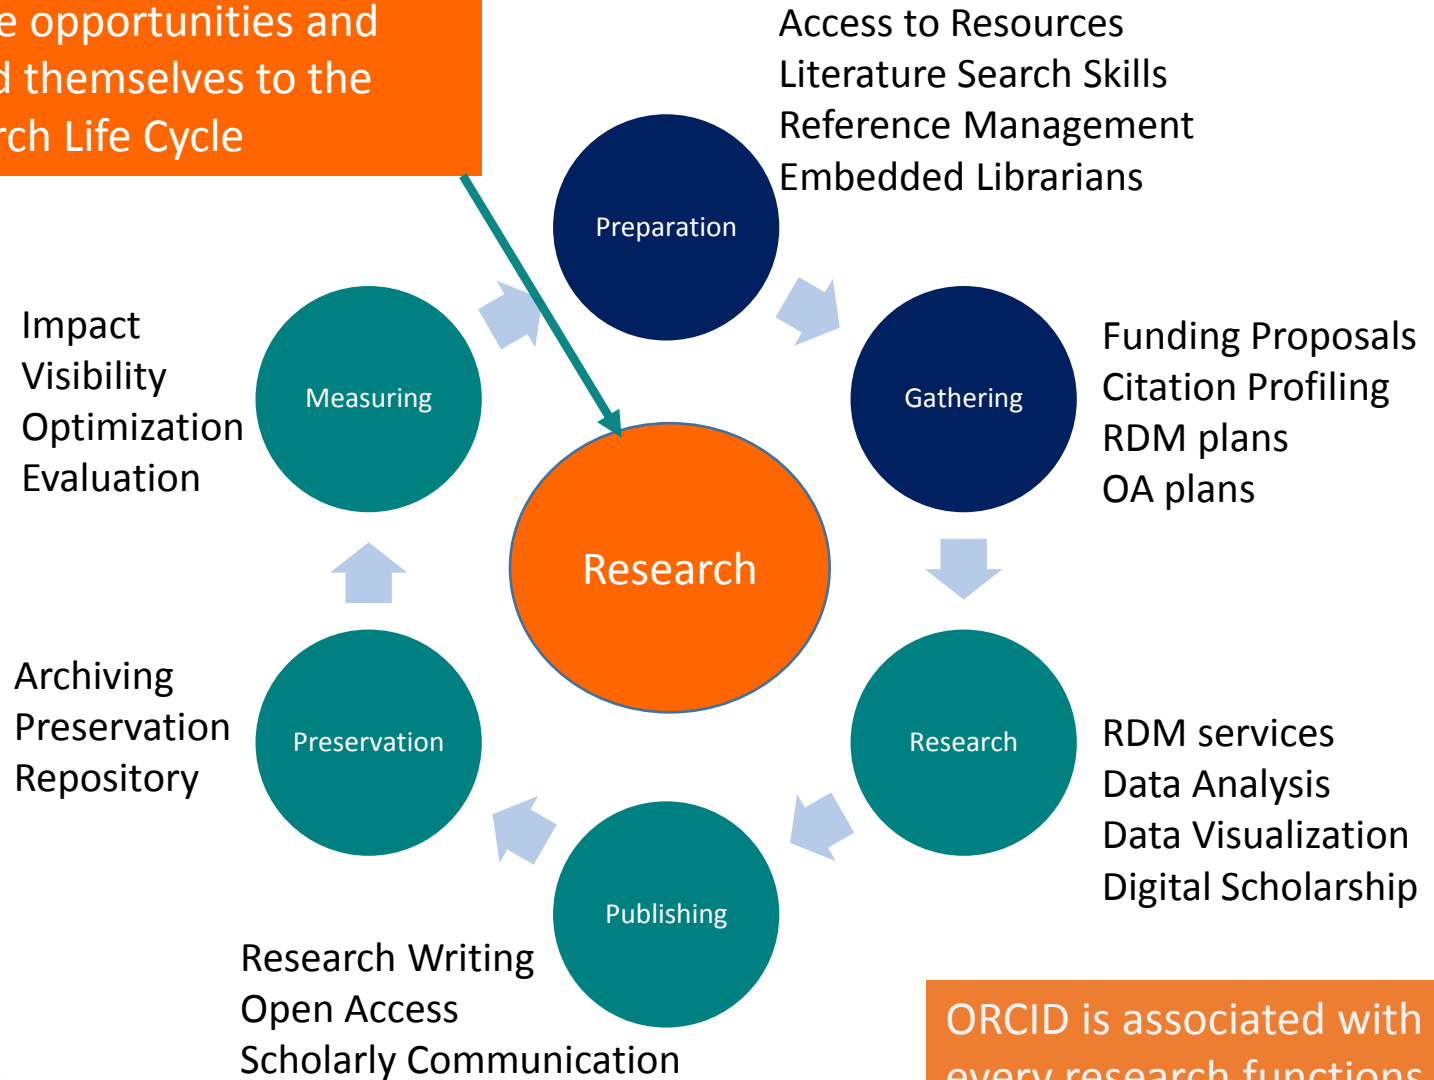 e opportunities and
d themselves to the
rch Life Cycle
Access to Resources
Literature Search Skills
Reference Management
Embedded Librarians
Preparation
Impact
Visibility
Optimization
Evaluation
Measuring
Gathering
Funding Proposals
Citation Profiling
RDM plans
OA plans
Research
Archiving
Preservation
Repository
Preservation
Research
RDM services
Data Analysis
Data Visualization
Digital Scholarship
Publishing
Research Writing
Open Access
Scholarly Communication
ORCID is associated with
every research functions